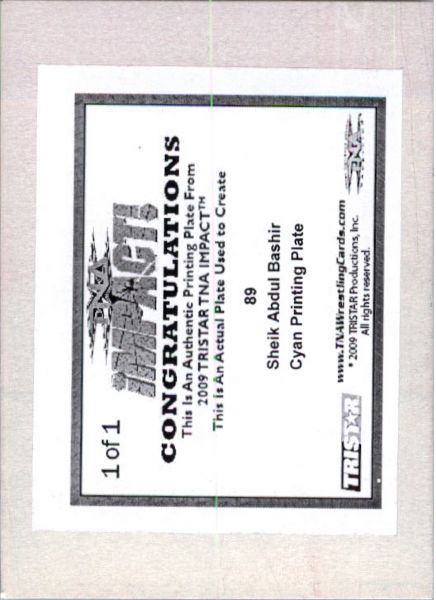 1 of 1
TNA
IMPACT!
CONGRATULATIONS
This Is An Authentic Printing Plate From
2009 TRISTAR TNA IMPACT™
This Is An Actual Plate Used to Create
89
Sheik Abdul Bashir
Cyan Printing Plate
TRISTAR
www.TNAWrestlingCards.com
© 2009 TRISTAR Productions, Inc.
All rights reserved.
TNA